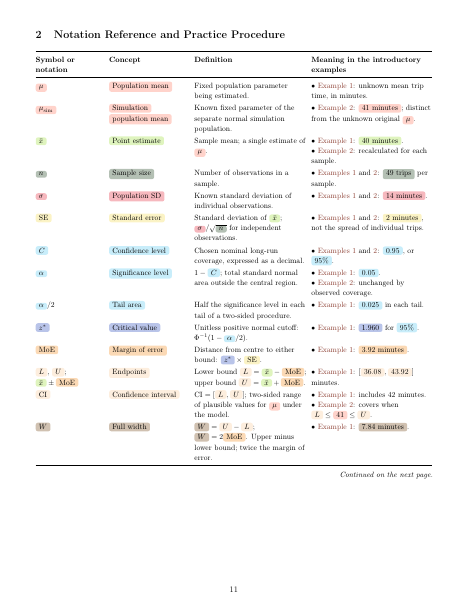 2 Notation Reference and Practice Procedure
Symbol or notation Concept Definition Meaning in the introductory examples
μ Population mean Fixed population parameter being estimated. • Example 1: unknown mean trip time, in minutes.
μsim Simulation population mean Known fixed parameter of the separate normal simulation population. • Example 2: 41 minutes; distinct from the unknown original μ.
x̄ Point estimate Sample mean; a single estimate of μ. • Example 1: 40 minutes. • Example 2: recalculated for each sample.
n Sample size Number of observations in a sample. • Examples 1 and 2: 49 trips per sample.
σ Population SD Known standard deviation of individual observations. • Examples 1 and 2: 14 minutes.
SE Standard error Standard deviation of x̄; σ/√n for independent observations. • Examples 1 and 2: 2 minutes, not the spread of individual trips.
C Confidence level Chosen nominal long-run coverage, expressed as a decimal. • Examples 1 and 2: 0.95, or 95%.
α Significance level 1 − C; total standard normal area outside the central region. • Example 1: 0.05. • Example 2: unchanged by observed coverage.
α/2 Tail area Half the significance level in each tail of a two-sided procedure. • Example 1: 0.025 in each tail.
z* Critical value Unitless positive normal cutoff: Φ⁻¹(1 − α/2). • Example 1: 1.960 for 95%.
MoE Margin of error Distance from centre to either bound: z* × SE. • Example 1: 3.92 minutes.
L, U; x̄ ± MoE Endpoints Lower bound L = x̄ − MoE; upper bound U = x̄ + MoE. • Example 1: [36.08, 43.92] minutes.
CI Confidence interval CI = [L, U]; two-sided range of plausible values for μ under the model. • Example 1: includes 42 minutes. • Example 2: covers when L ≤ 41 ≤ U.
W Full width W = U − L; W = 2 MoE. Upper minus lower bound; twice the margin of error. • Example 1: 7.84 minutes.
Continued on the next page.
11